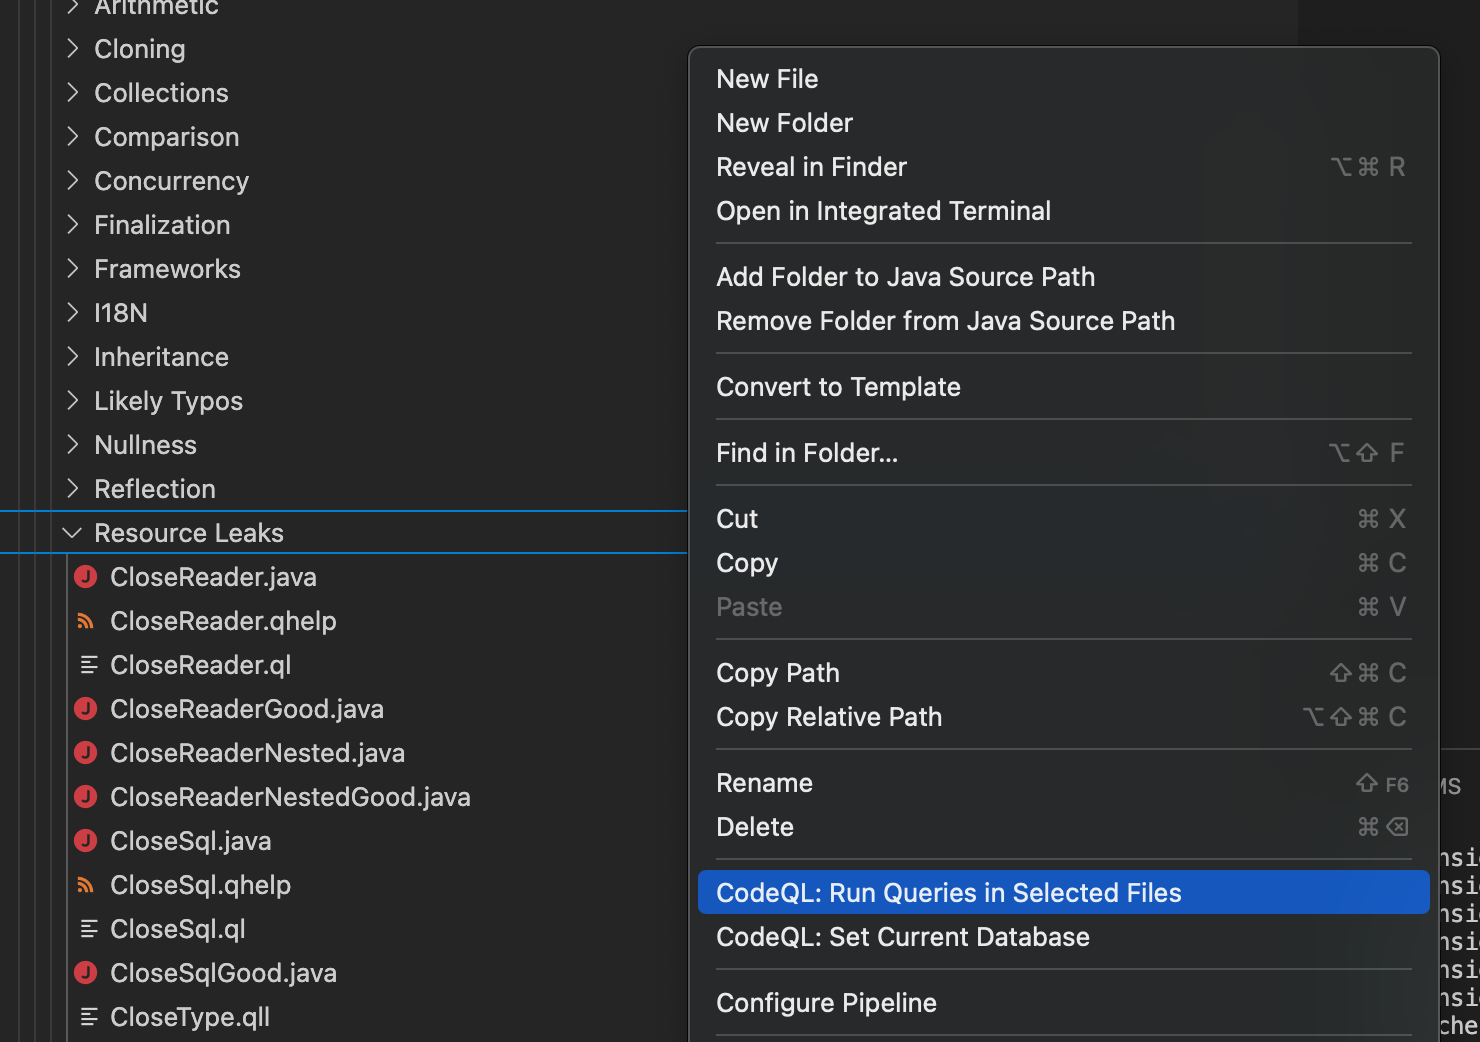 Arithmetic
Cloning
Collections
Comparison
Concurrency
Finalization
Frameworks
I18N
Inheritance
Likely Typos
Nullness
Reflection
Resource Leaks
CloseReader.java
CloseReader.qhelp
CloseReader.ql
CloseReaderGood.java
CloseReaderNested.java
CloseReaderNestedGood.java
CloseSql.java
CloseSql.qhelp
CloseSql.ql
CloseSqlGood.java
CloseType.qll
New File
New Folder
Reveal in Finder ⌥⌘ R
Open in Integrated Terminal
Add Folder to Java Source Path
Remove Folder from Java Source Path
Convert to Template
Find in Folder... ⌥⇧ F
Cut ⌘ X
Copy ⌘ C
Paste ⌘ V
Copy Path ⇧⌘ C
Copy Relative Path ⌥⇧⌘ C
Rename ⇧ F6
Delete ⌘⌫
CodeQL: Run Queries in Selected Files
CodeQL: Set Current Database
Configure Pipeline
MS
nsi
nsi
nsi
nsi
nsi
nsi
che